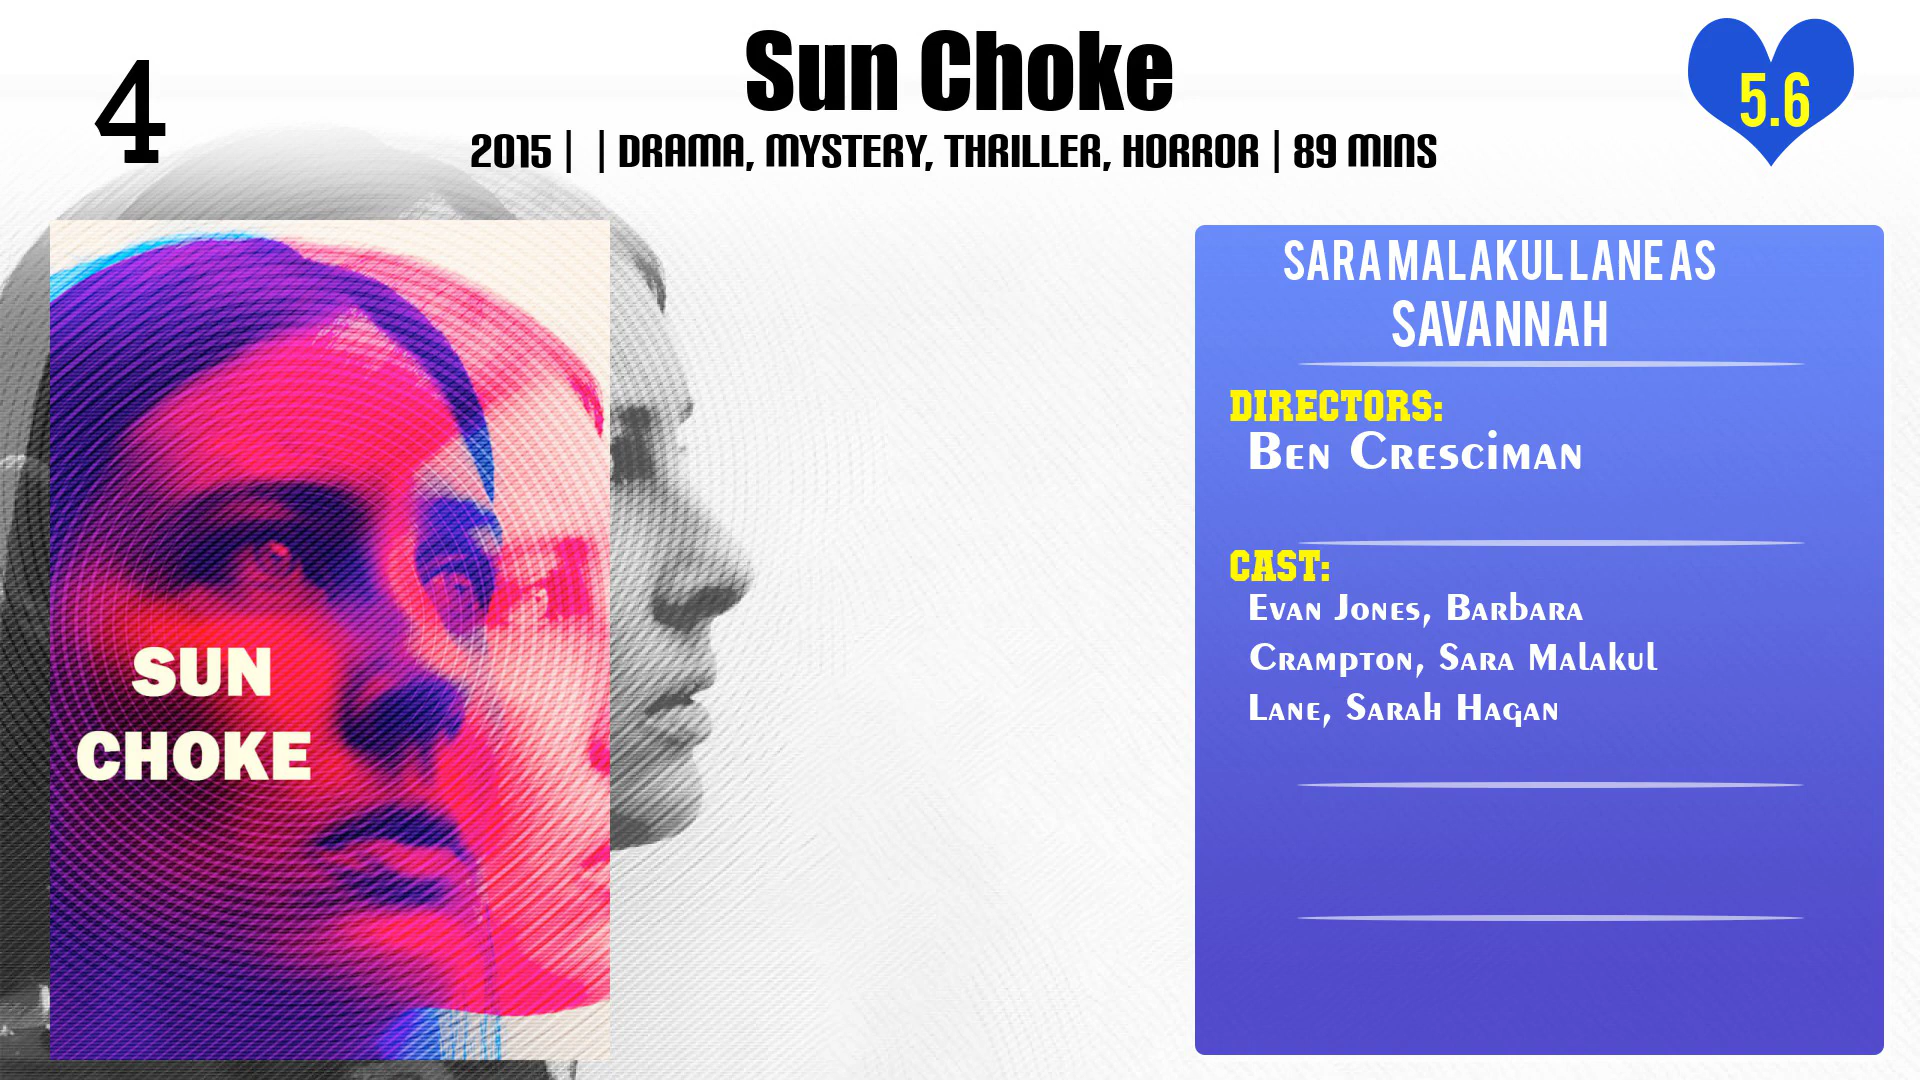 4
Sun Choke
5.6
2015 | | DRAMA, MYSTERY, THRILLER, HORROR | 89 MINS
SARA MALAKUL LANE AS
SAVANNAH
DIRECTORS:
Ben Cresciman
CAST:
Evan Jones, Barbara
Crampton, Sara Malakul
Lane, Sarah Hagan
SUN
CHOKE